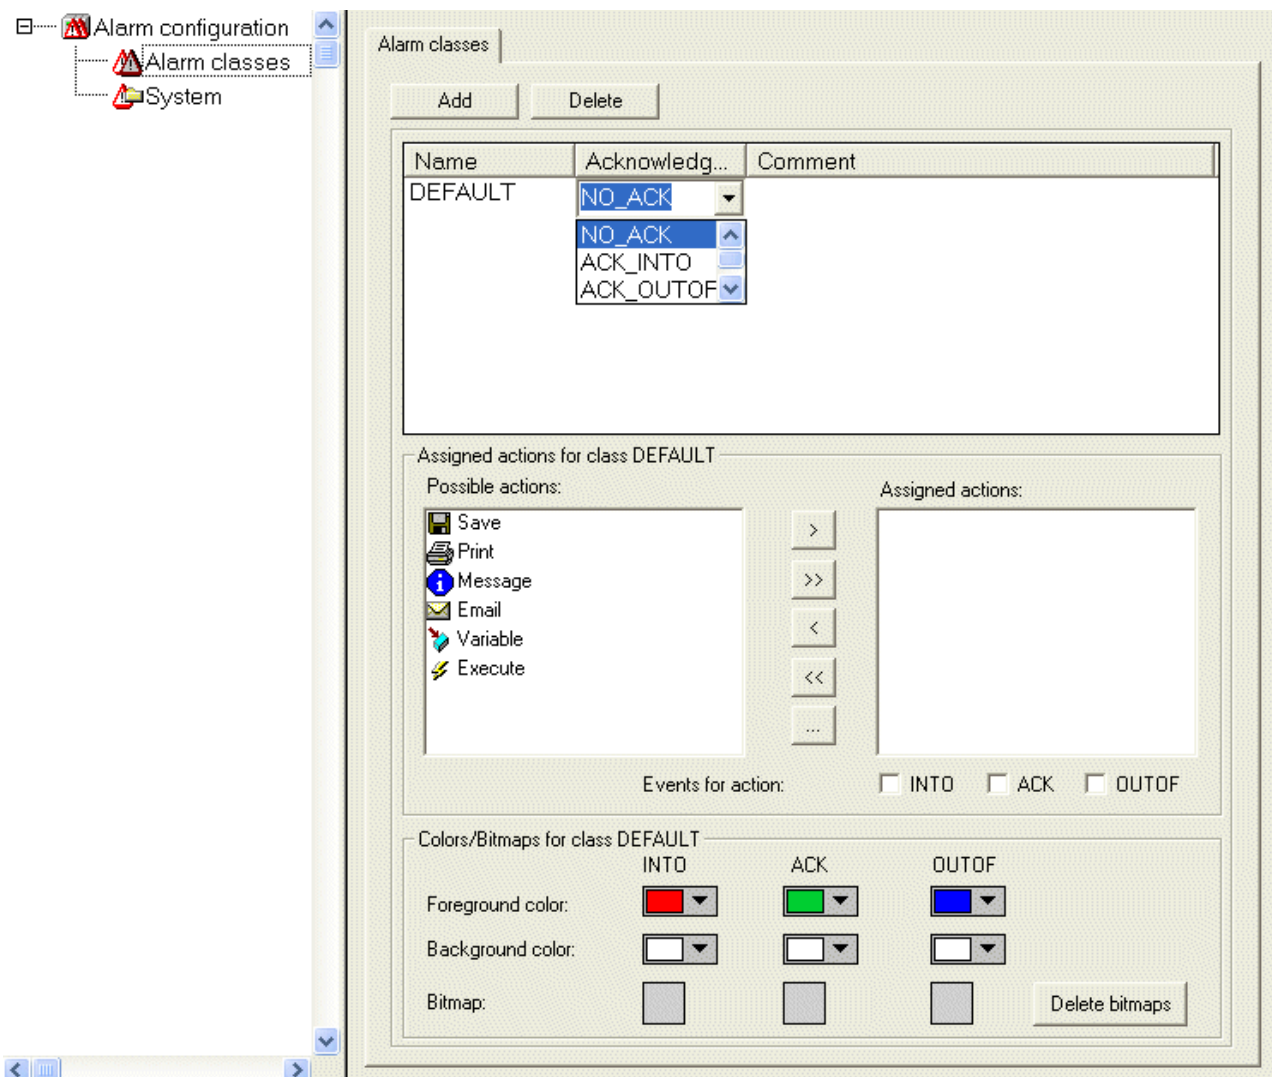 Alarm configuration
Alarm classes
System
Alarm classes
Add Delete
Name Acknowledg... Comment
DEFAULT NO_ACK
NO_ACK
ACK_INTO
ACK_OUTOF
Assigned actions for class DEFAULT
Possible actions: Assigned actions:
Save
Print
Message
Email
Variable
Execute
>
>>
<
<<
...
Events for action: INTO ACK OUTOF
Colors/Bitmaps for class DEFAULT
INTO ACK OUTOF
Foreground color:
Background color:
Bitmap: Delete bitmaps